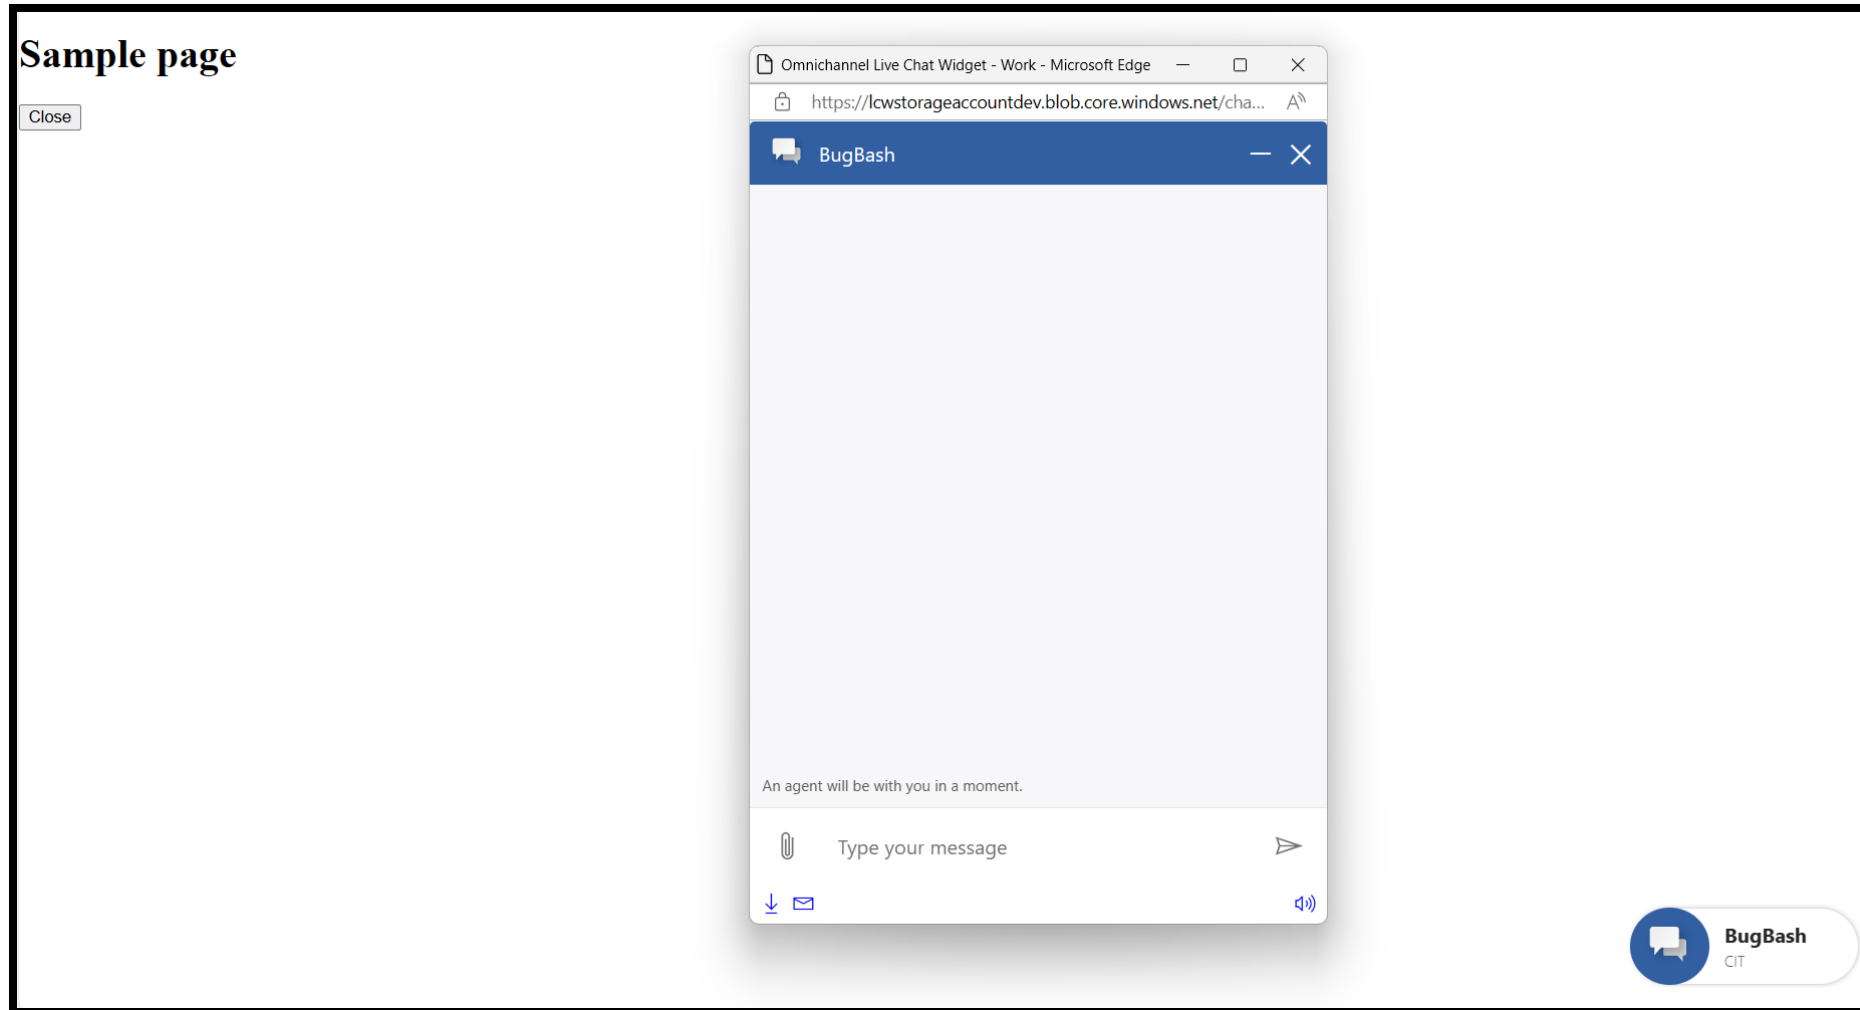 Sample page
Close
Omnichannel Live Chat Widget - Work - Microsoft Edge
https://lcwstorageaccountdev.blob.core.windows.net/cha...
BugBash
An agent will be with you in a moment.
Type your message
BugBash
CIT